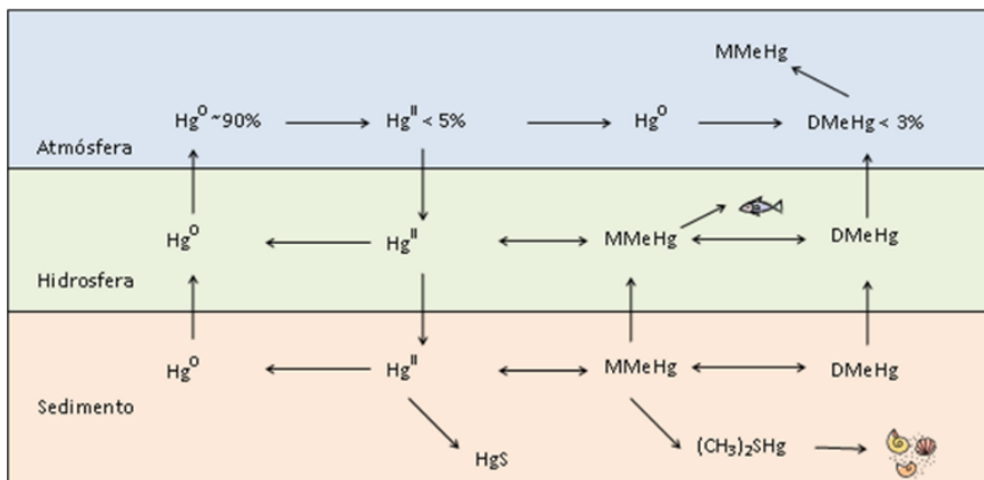 MMeHg
Hg⁰ ~90% Hgᴵᴵ < 5% Hg⁰ DMeHg < 3%
Atmósfera
Hg⁰ Hgᴵᴵ MMeHg DMeHg
Hidrosfera
Hg⁰ Hgᴵᴵ MMeHg DMeHg
Sedimento
HgS (CH₃)₂SHg